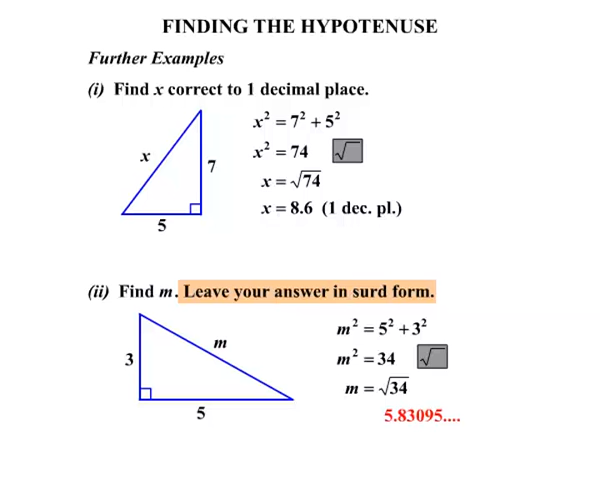 FINDING THE HYPOTENUSE
Further Examples
(i) Find x correct to 1 decimal place.
x² = 7² + 5²
x² = 74 √
x = √74
x = 8.6 (1 dec. pl.)
x
7
5
(ii) Find m. Leave your answer in surd form.
m² = 5² + 3²
m² = 34 √
m = √34
5.83095....
3
m
5